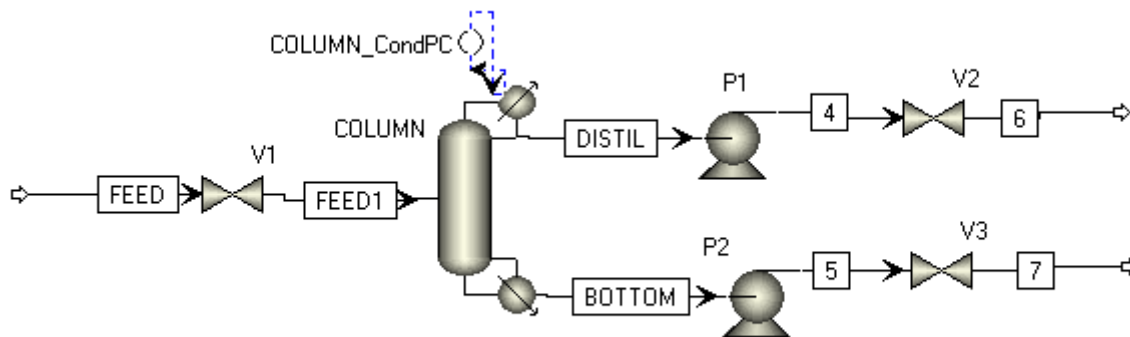 COLUMN_CondPC
P1
V2
4
6
COLUMN
DISTIL
V1
FEED
FEED1
P2
V3
5
7
BOTTOM